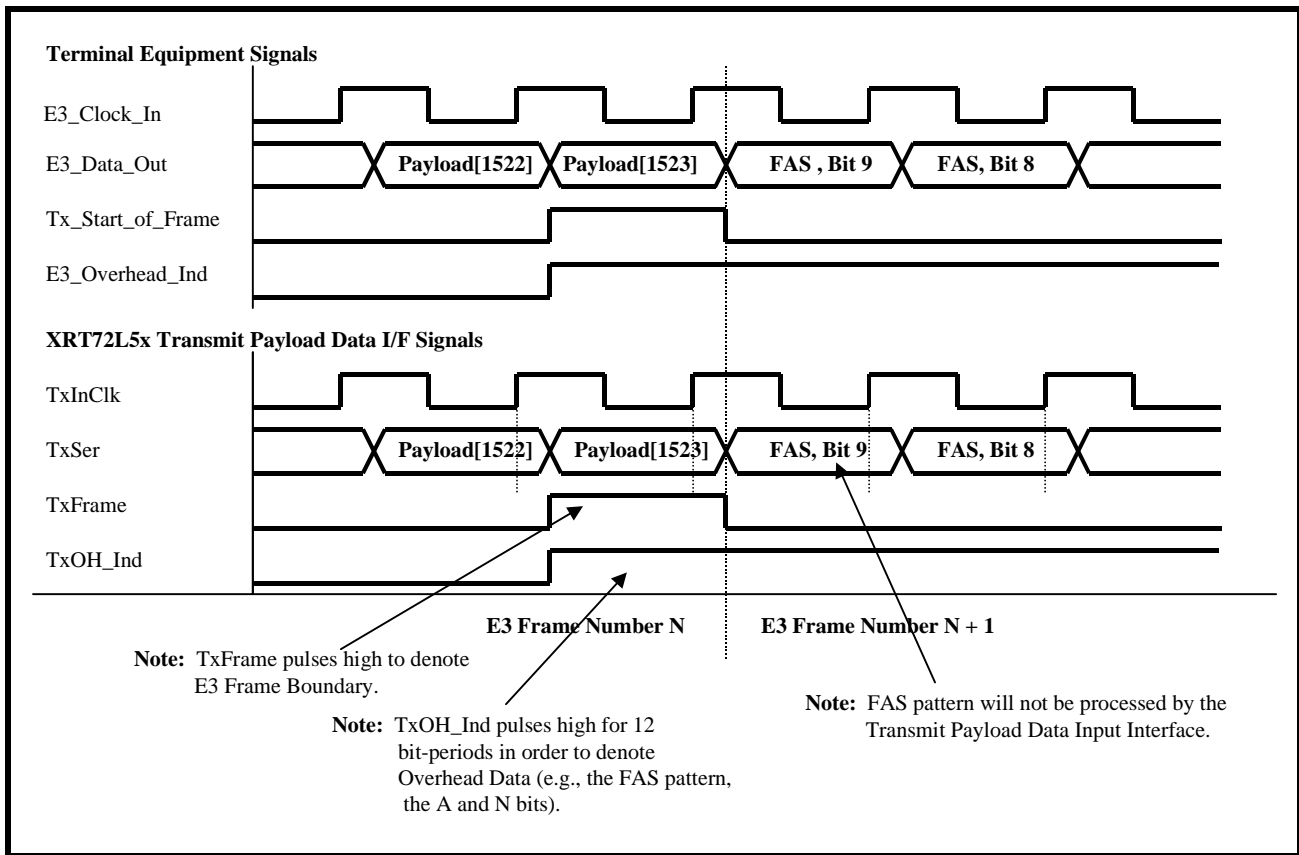 Terminal Equipment Signals
E3_Clock_In
E3_Data_Out
Payload[1522] Payload[1523] FAS , Bit 9 FAS, Bit 8
Tx_Start_of_Frame
E3_Overhead_Ind
XRT72L5x Transmit Payload Data I/F Signals
TxInClk
TxSer
Payload[1522] Payload[1523] FAS, Bit 9 FAS, Bit 8
TxFrame
TxOH_Ind
E3 Frame Number N E3 Frame Number N + 1
Note: TxFrame pulses high to denote
E3 Frame Boundary.
Note: TxOH_Ind pulses high for 12
bit-periods in order to denote
Overhead Data (e.g., the FAS pattern,
the A and N bits).
Note: FAS pattern will not be processed by the
Transmit Payload Data Input Interface.